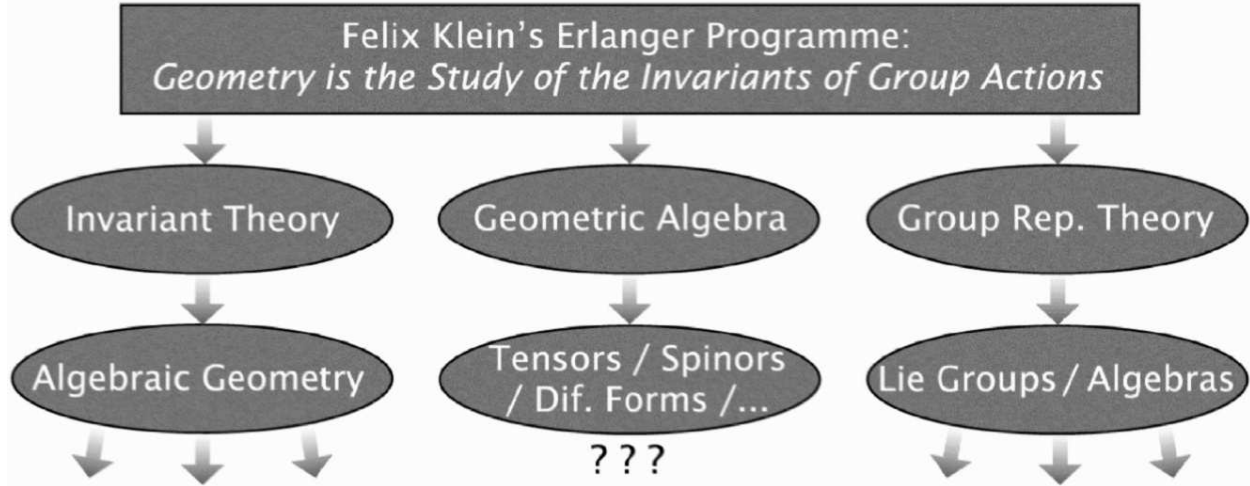 Felix Klein's Erlanger Programme:
Geometry is the Study of the Invariants of Group Actions
Invariant Theory
Geometric Algebra
Group Rep. Theory
Algebraic Geometry
Tensors / Spinors
/ Dif. Forms /...
Lie Groups / Algebras
? ? ?